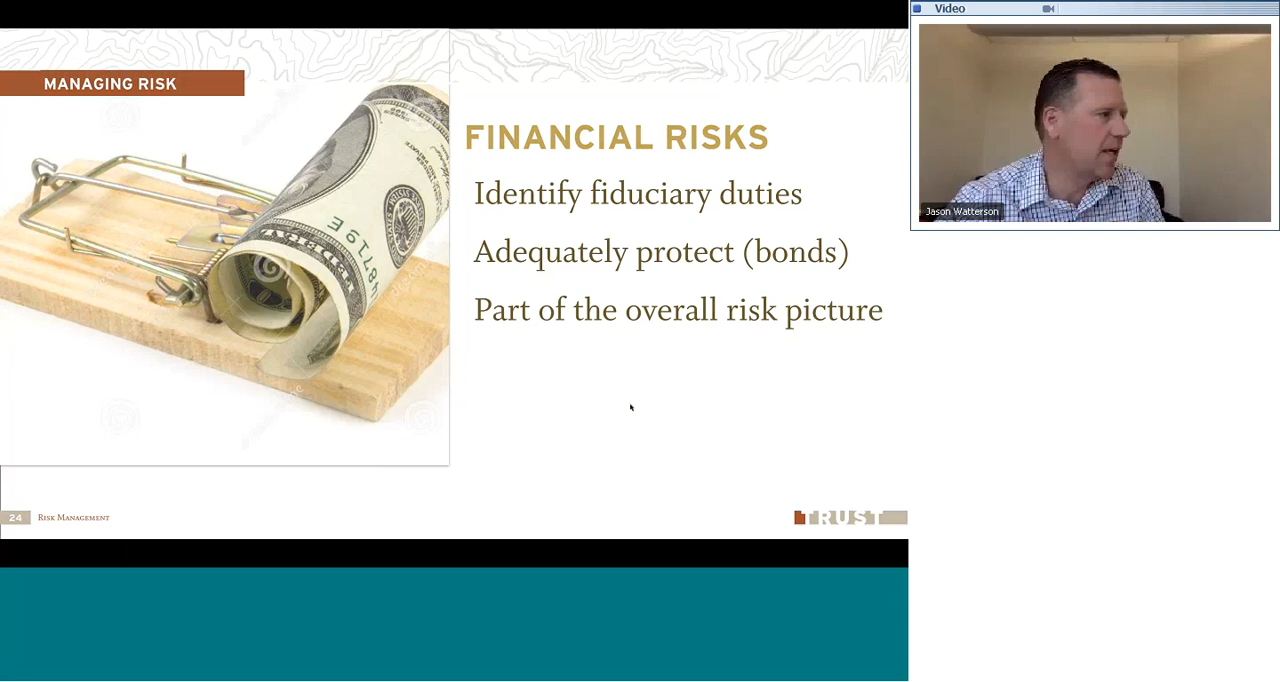 Video
MANAGING RISK
FINANCIAL RISKS
Identify fiduciary duties
Adequately protect (bonds)
Part of the overall risk picture
Jason Watterson
24
Risk Management
TRUST